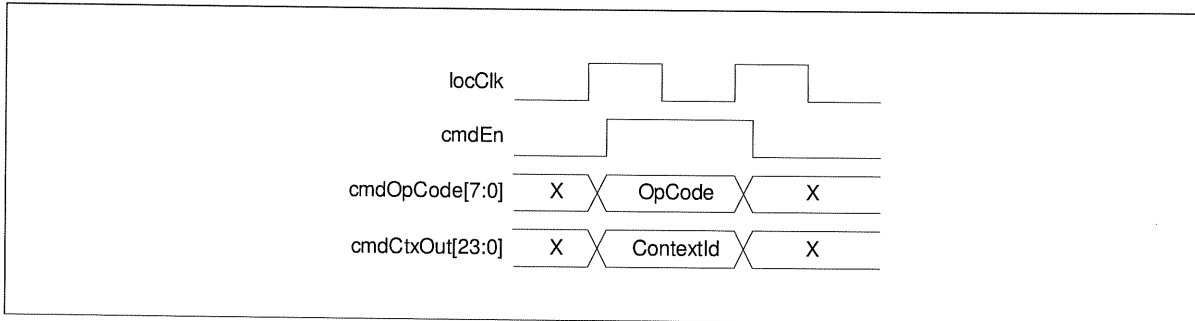 locClk
cmdEn
cmdOpCode[7:0] X OpCode X
cmdCtxOut[23:0] X ContextId X